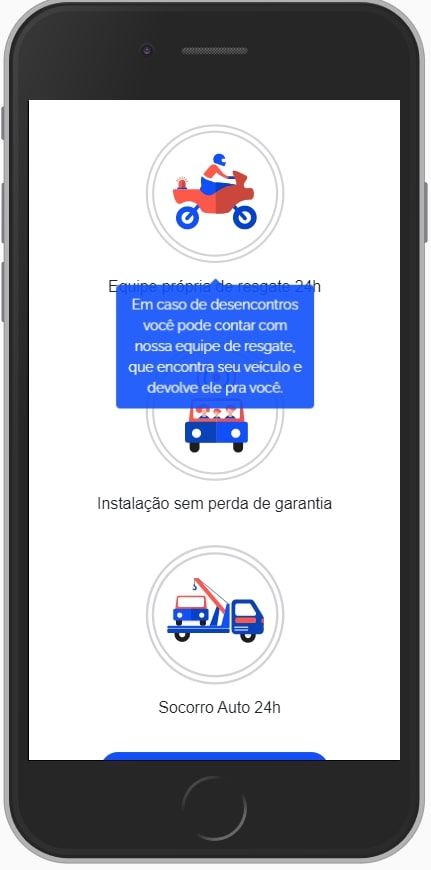 Equipe própria de resgate 24h
Em caso de desencontros
você pode contar com
nossa equipe de resgate,
que encontra seu veículo e
devolve ele pra você.
Instalação sem perda de garantia
Socorro Auto 24h